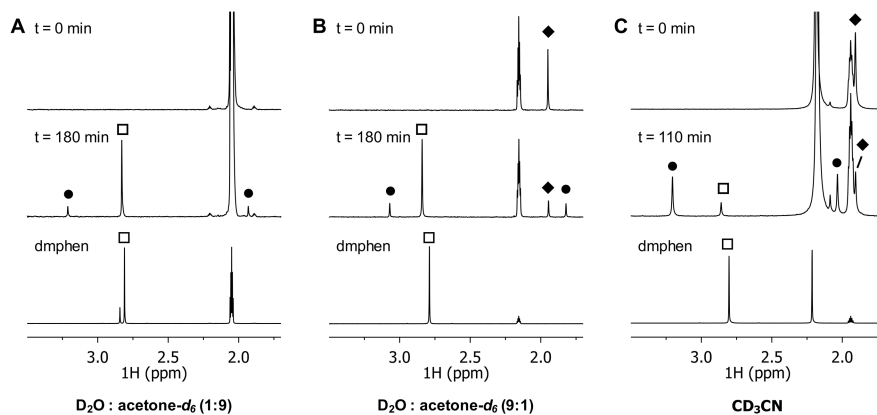 A
t = 0 min
t = 180 min
dmphen
3.0
2.5
2.0
1H (ppm)
D₂O : acetone-d₆ (1:9)
B
t = 0 min
t = 180 min
dmphen
3.0
2.5
2.0
1H (ppm)
D₂O : acetone-d₆ (9:1)
C
t = 0 min
t = 110 min
dmphen
3.0
2.5
2.0
1H (ppm)
CD₃CN